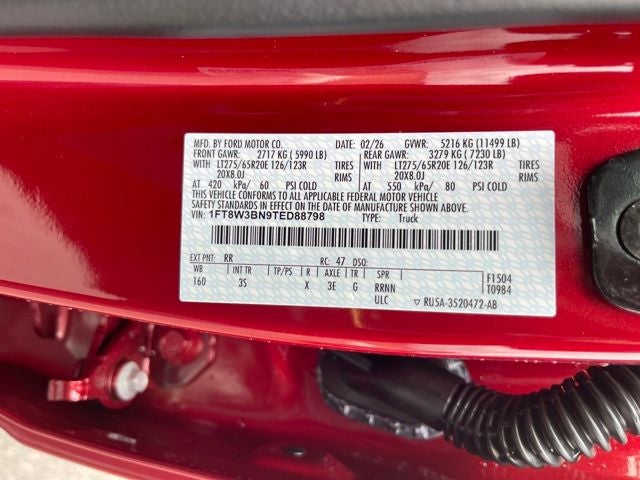 MFD. BY FORD MOTOR CO. DATE: 02/26 GVWR: 5216 KG (11499 LB)
FRONT GAWR: 2717 KG (5990 LB) REAR GAWR: 3279 KG (7230 LB)
WITH LT275/65R20E 126/123R TIRES WITH LT275/65R20E 126/123R TIRES
20X8.0J RIMS 20X8.0J RIMS
AT 420 kPa/ 60 PSI COLD AT 550 kPa/ 80 PSI COLD
THIS VEHICLE CONFORMS TO ALL APPLICABLE FEDERAL MOTOR VEHICLE
SAFETY STANDARDS IN EFFECT ON THE DATE OF MANUFACTURE SHOWN ABOVE.
1FT8W3BN9TED88798 TYPE: Truck
EXT PNT: RR RC: 47 DSO:
WB INT TR TP/PS R AXLE TR SPR F1504
160 3S X 3E G RRNN T0984
ULC ▽ RU5A-3520472-AB